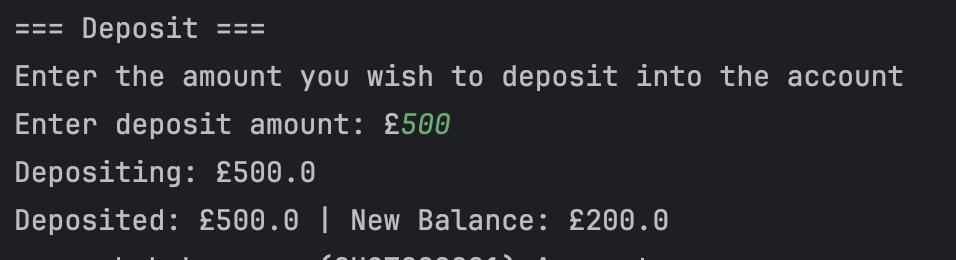 === Deposit ===
Enter the amount you wish to deposit into the account
Enter deposit amount: £500
Depositing: £500.0
Deposited: £500.0 | New Balance: £200.0